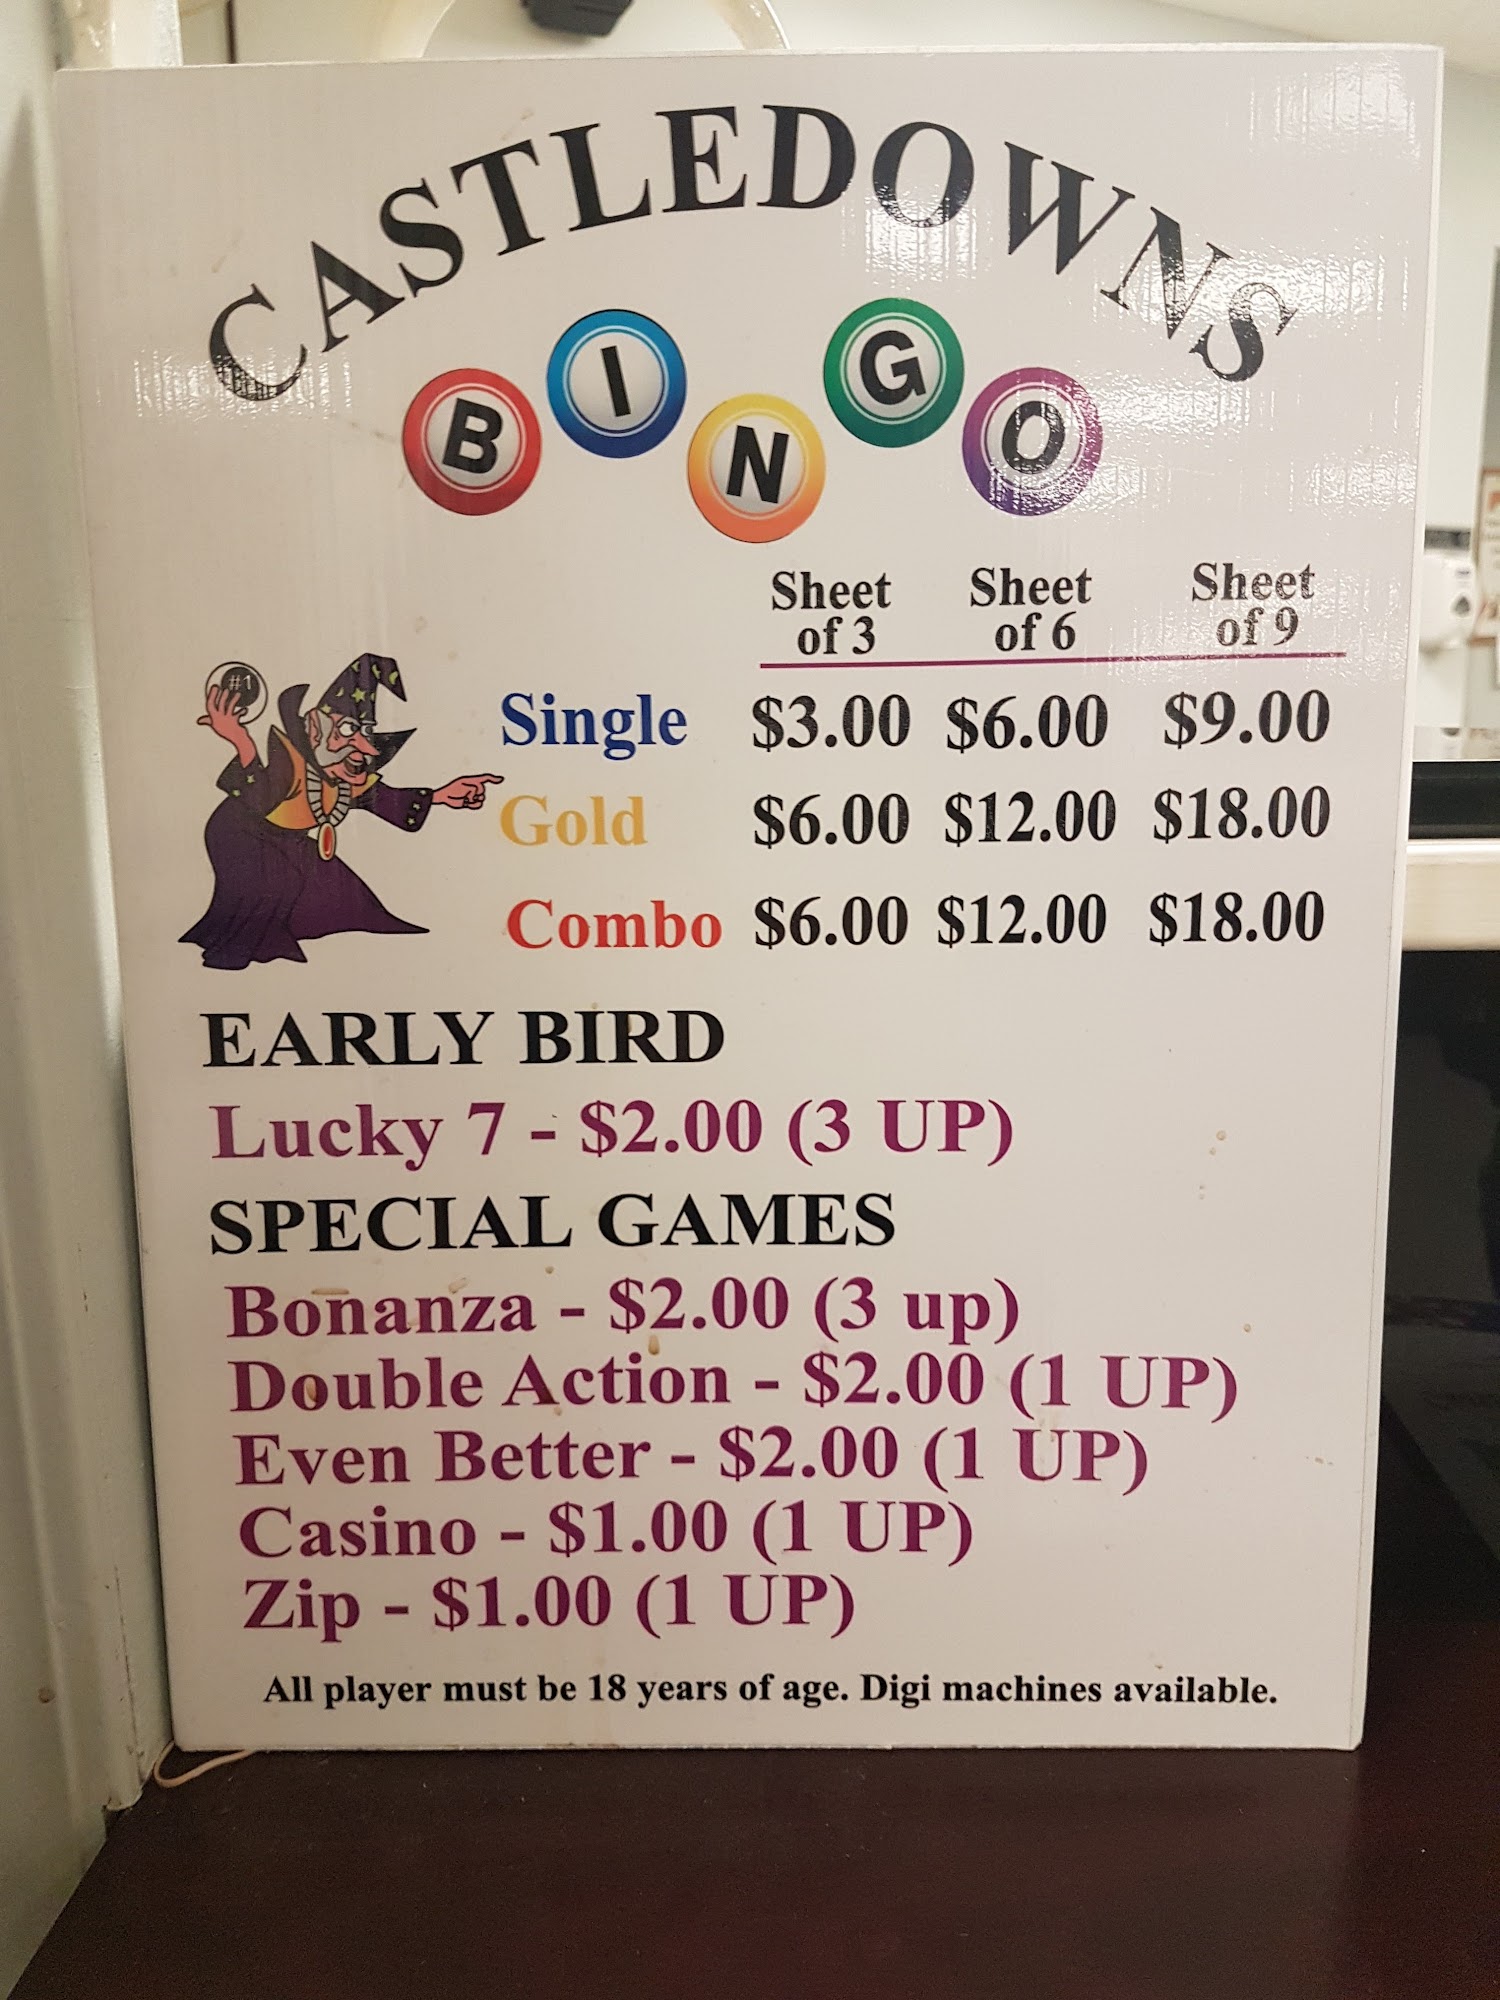 CASTLEDOWNS
BINGO
Sheet of 3 Sheet of 6 Sheet of 9
#1
Single $3.00 $6.00 $9.00
Gold $6.00 $12.00 $18.00
Combo $6.00 $12.00 $18.00
EARLY BIRD
Lucky 7 - $2.00 (3 UP)
SPECIAL GAMES
Bonanza - $2.00 (3 up)
Double Action - $2.00 (1 UP)
Even Better - $2.00 (1 UP)
Casino - $1.00 (1 UP)
Zip - $1.00 (1 UP)
All player must be 18 years of age. Digi machines available.